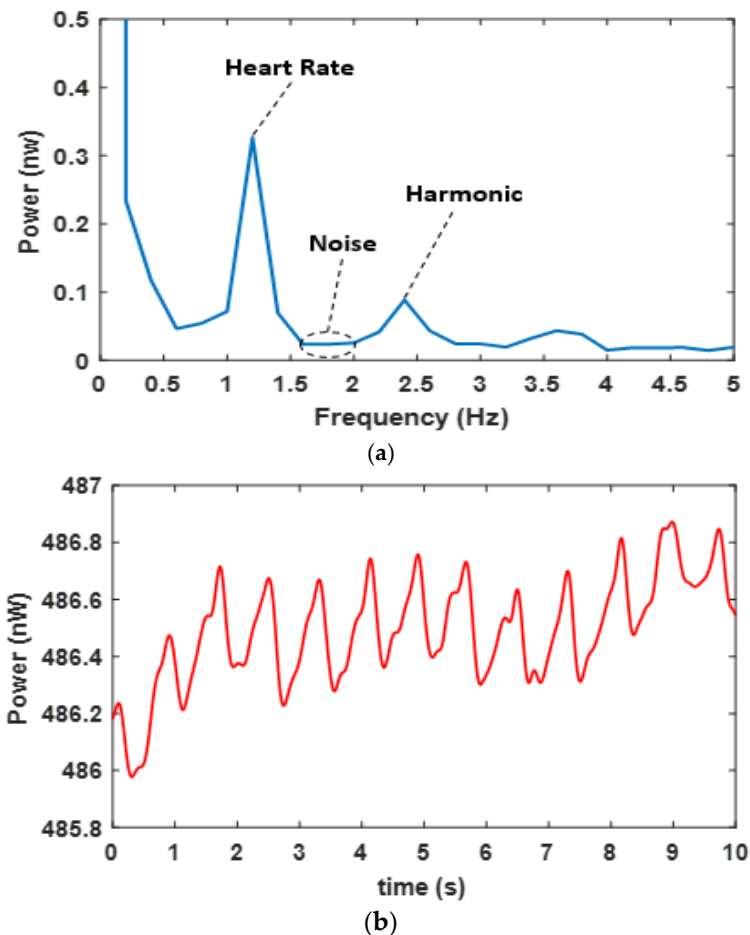 0.5
Heart Rate
0.4
0.3
Harmonic
0.2
Noise
0.1
0
Power (nw)
0 0.5 1 1.5 2 2.5 3 3.5 4 4.5 5
Frequency (Hz)
(a)
487
486.8
486.6
486.4
486.2
486
485.8
Power (nW)
0 1 2 3 4 5 6 7 8 9 10
time (s)
(b)